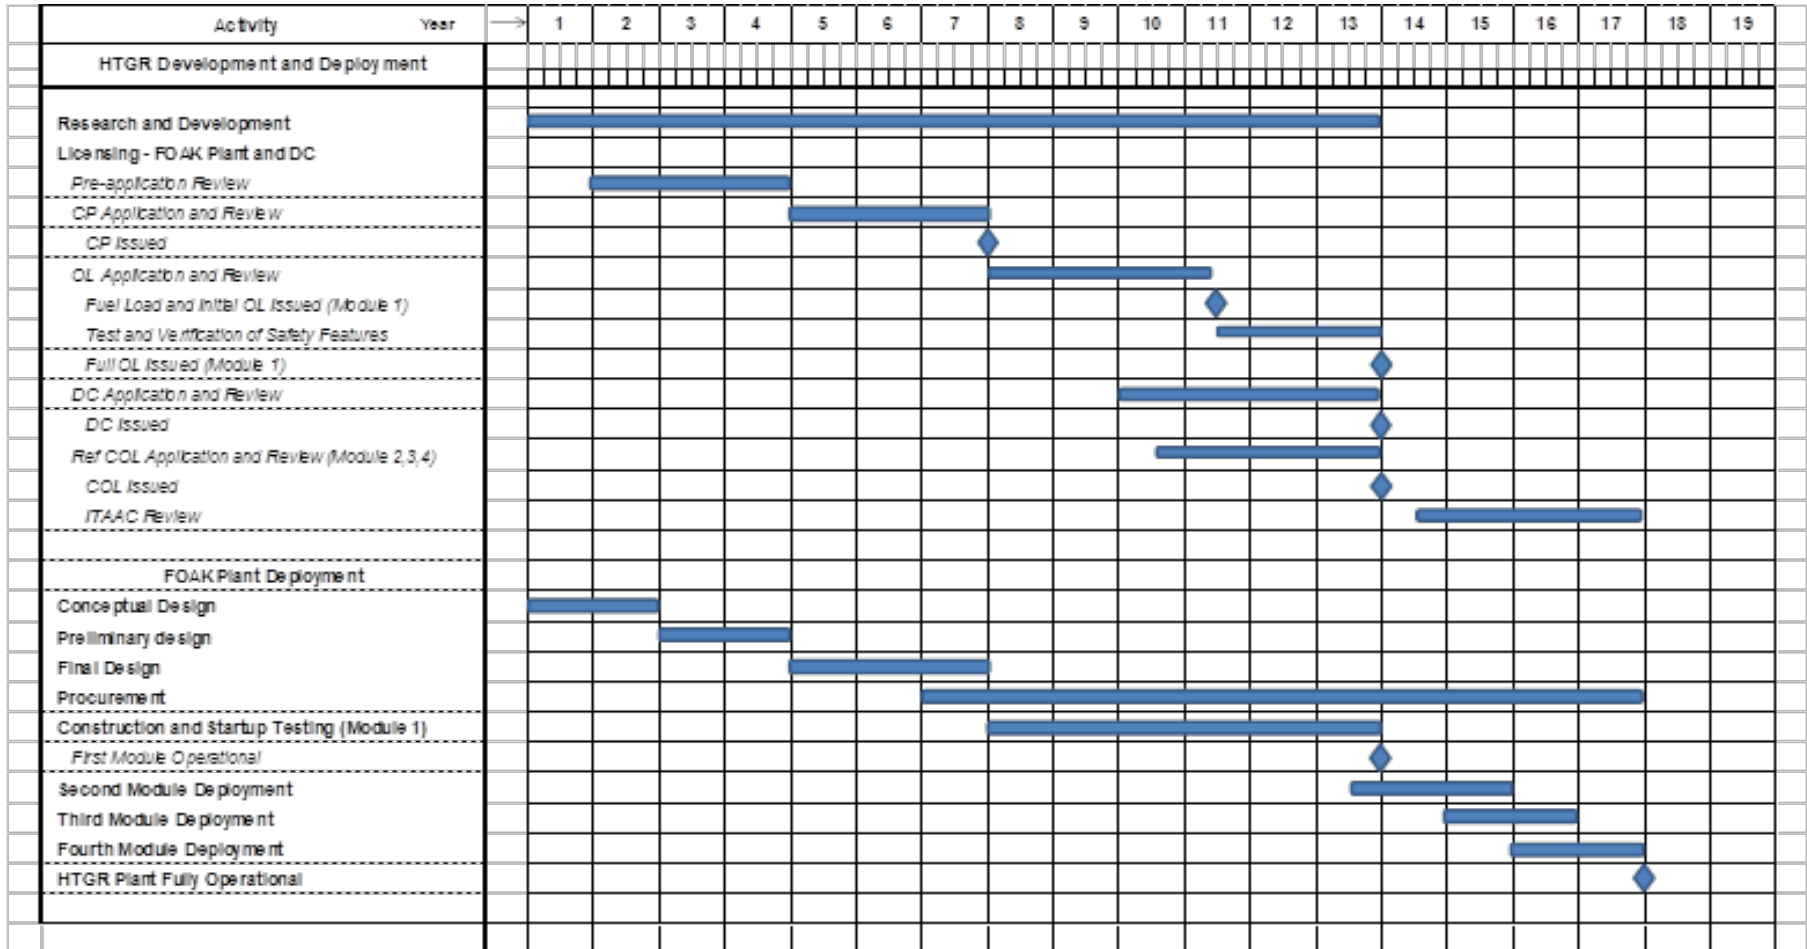 Activity Year 1 2 3 4 5 6 7 8 9 10 11 12 13 14 15 16 17 18 19
HTGR Development and Deployment
Research and Development
Licensing - FOAK Plant and DC
Pre-application Review
CP Application and Review
CP Issued
OL Application and Review
Fuel Load and Initial OL Issued (Module 1)
Test and Verification of Safety Features
Full OL Issued (Module 1)
DC Application and Review
DC Issued
Ref COL Application and Review (Module 2,3,4)
COL Issued
ITAAC Review
FOAK Plant Deployment
Conceptual Design
Preliminary design
Final Design
Procurement
Construction and Startup Testing (Module 1)
First Module Operational
Second Module Deployment
Third Module Deployment
Fourth Module Deployment
HTGR Plant Fully Operational